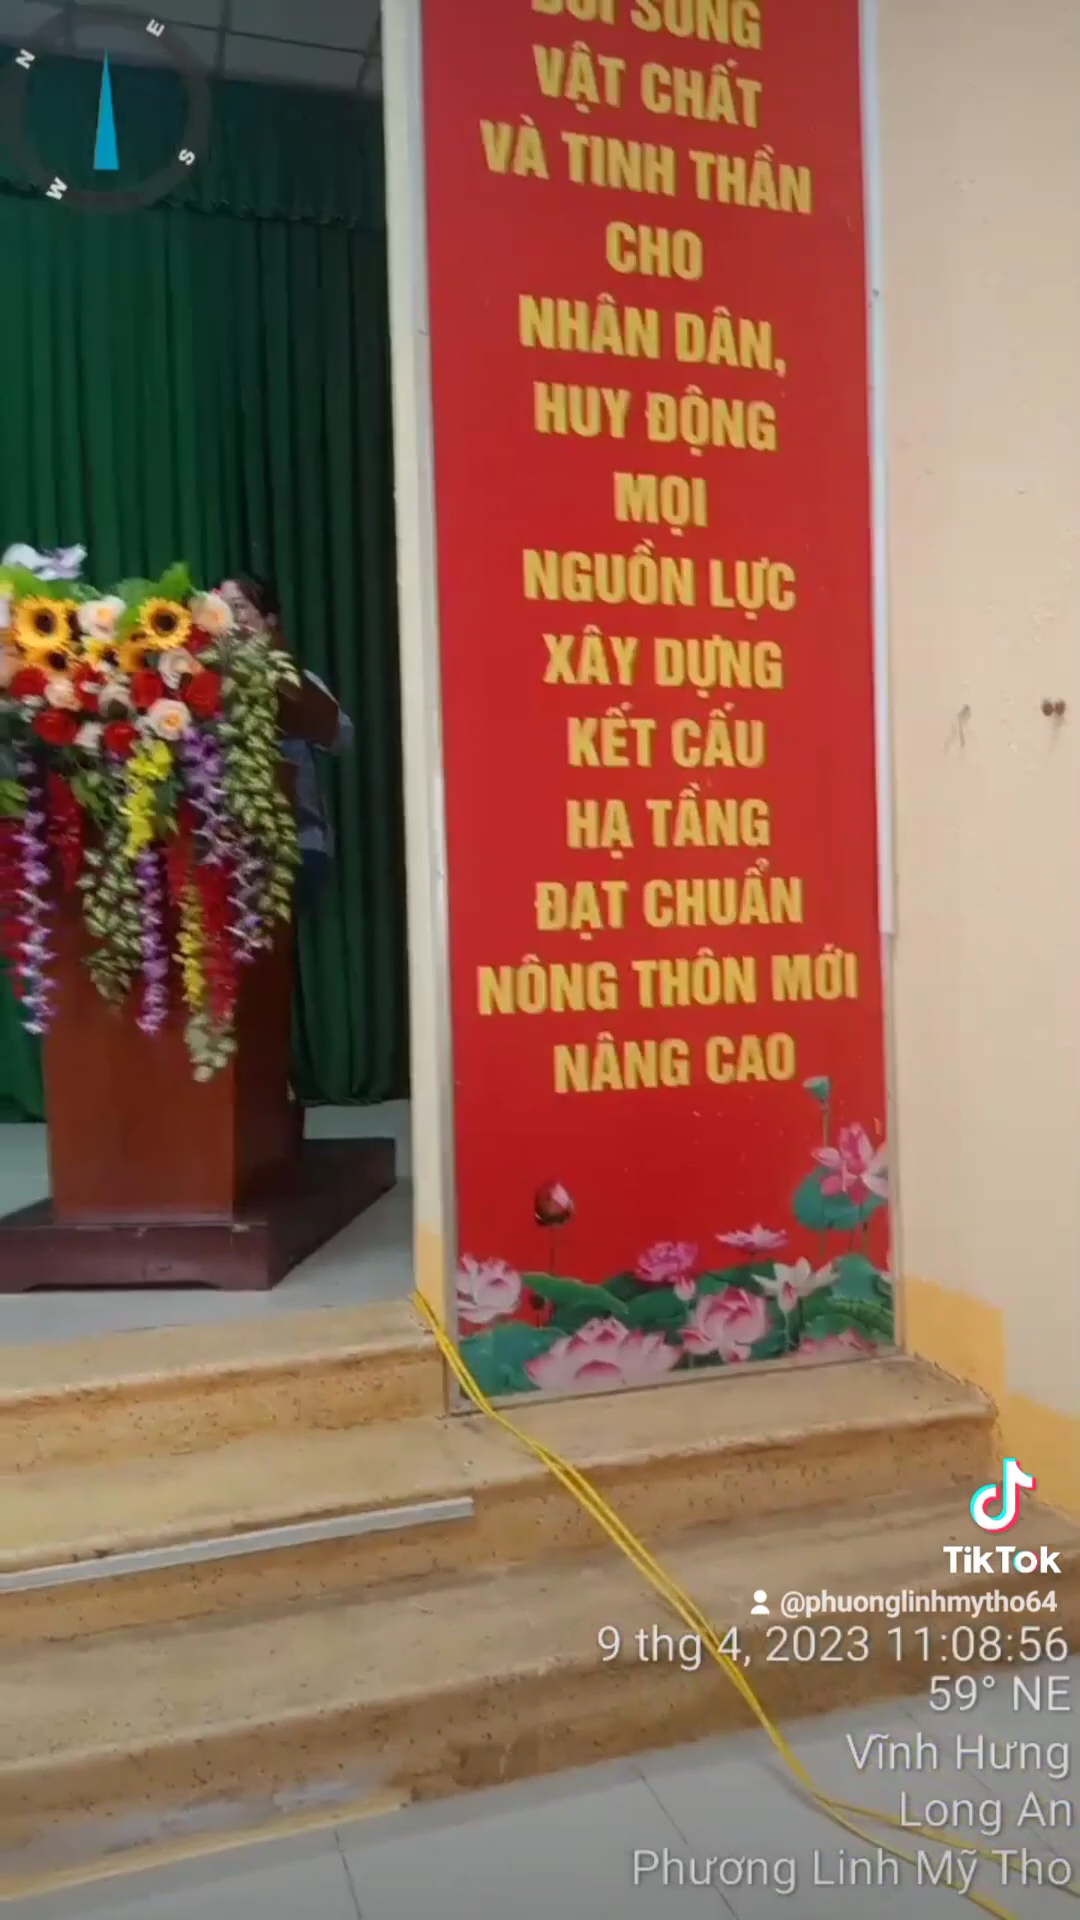 N
E
S
W
ĐỜI SỐNG
VẬT CHẤT
VÀ TINH THẦN
CHO
NHÂN DÂN,
HUY ĐỘNG
MỌI
NGUỒN LỰC
XÂY DỰNG
KẾT CẤU
HẠ TẦNG
ĐẠT CHUẨN
NÔNG THÔN MỚI
NÂNG CAO
TikTok
@phuonglinhmytho64
9 thg 4, 2023 11:08:56
59° NE
Vĩnh Hưng
Long An
Phương Linh Mỹ Tho